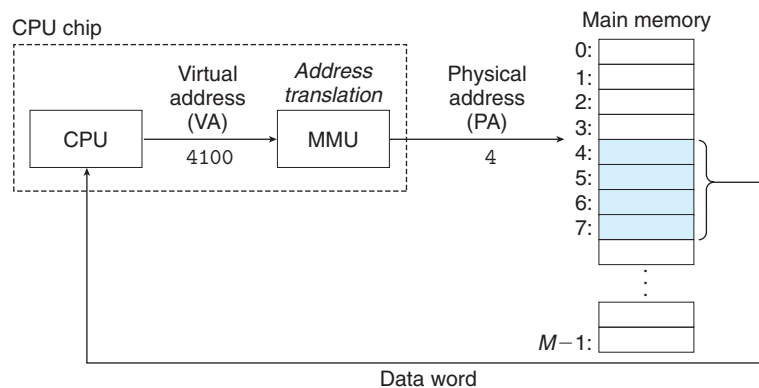 CPU chip
Main memory
Virtual
address
(VA)
Address
translation
Physical
address
(PA)
CPU
MMU
4100
4
0:
1:
2:
3:
4:
5:
6:
7:
M−1:
Data word